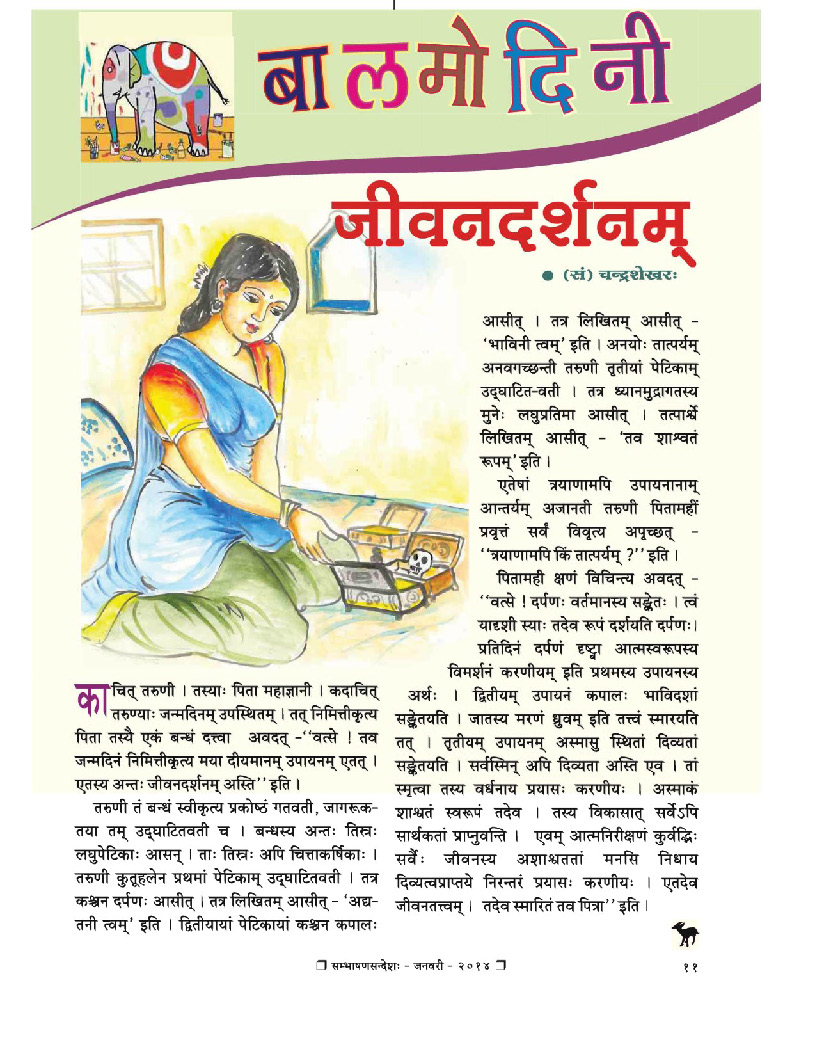 बालमोदिनी
जीवनदर्शनम्
● (सं) चन्द्रशेखरः
काचित् तरुणी । तस्याः पिता महाज्ञानी । कदाचित्
तरुण्याः जन्मदिनम् उपस्थितम् । तत् निमित्तीकृत्य
पिता तस्यै एकं बन्धं दत्त्वा अवदत् -‘‘वत्से ! तव
जन्मदिनं निमित्तीकृत्य मया दीयमानम् उपायनम् एतत् ।
एतस्य अन्तः जीवनदर्शनम् अस्ति’’ इति ।
तरुणी तं बन्धं स्वीकृत्य प्रकोष्ठं गतवती, जागरूक-
तया तम् उद्घाटितवती च । बन्धस्य अन्तः तिस्रः
लघुपेटिकाः आसन् । ताः तिस्रः अपि चित्ताकर्षिकाः ।
तरुणी कुतूहलेन प्रथमां पेटिकाम् उद्घाटितवती । तत्र
कश्चन दर्पणः आसीत् । तत्र लिखितम् आसीत् - ‘अद्य-
तनी त्वम्’ इति । द्वितीयायां पेटिकायां कश्चन कपालः
आसीत् । तत्र लिखितम् आसीत् -
‘भाविनी त्वम्’ इति । अनयोः तात्पर्यम्
अनवगच्छन्ती तरुणी तृतीयां पेटिकाम्
उद्घाटित-वती । तत्र ध्यानमुद्रागतस्य
मुनेः लघुप्रतिमा आसीत् । तत्पार्श्वे
लिखितम् आसीत् - ‘तव शाश्वतं
रूपम्’ इति ।
एतेषां त्रयाणामपि उपायनानाम्
आन्तर्यम् अजानती तरुणी पितामहीं
प्रवृत्तं सर्वं विवृत्य अपृच्छत् -
‘‘त्रयाणामपि किं तात्पर्यम् ?’’ इति ।
पितामही क्षणं विचिन्त्य अवदत् -
‘‘वत्से ! दर्पणः वर्तमानस्य सङ्केतः । त्वं
यादृशी स्याः तदेव रूपं दर्शयति दर्पणः।
प्रतिदिनं दर्पणं दृष्ट्वा आत्मस्वरूपस्य
विमर्शनं करणीयम् इति प्रथमस्य उपायनस्य
अर्थः । द्वितीयम् उपायनं कपालः भाविदशां
सङ्केतयति । जातस्य मरणं ध्रुवम् इति तत्त्वं स्मारयति
तत् । तृतीयम् उपायनम् अस्मासु स्थितां दिव्यतां
सङ्केतयति । सर्वस्मिन् अपि दिव्यता अस्ति एव । तां
स्मृत्वा तस्य वर्धनाय प्रयासः करणीयः । अस्माकं
शाश्वतं स्वरूपं तदेव । तस्य विकासात् सर्वेऽपि
सार्थकतां प्राप्नुवन्ति । एवम् आत्मनिरीक्षणं कुर्वद्भिः
सर्वैः जीवनस्य अशाश्वततां मनसि निधाय
दिव्यत्वप्राप्तये निरन्तरं प्रयासः करणीयः । एतदेव
जीवनतत्त्वम् । तदेव स्मारितं तव पित्रा’’ इति ।
❐ सम्भाषणसन्देशः - जनवरी - २०१४ ❐
११